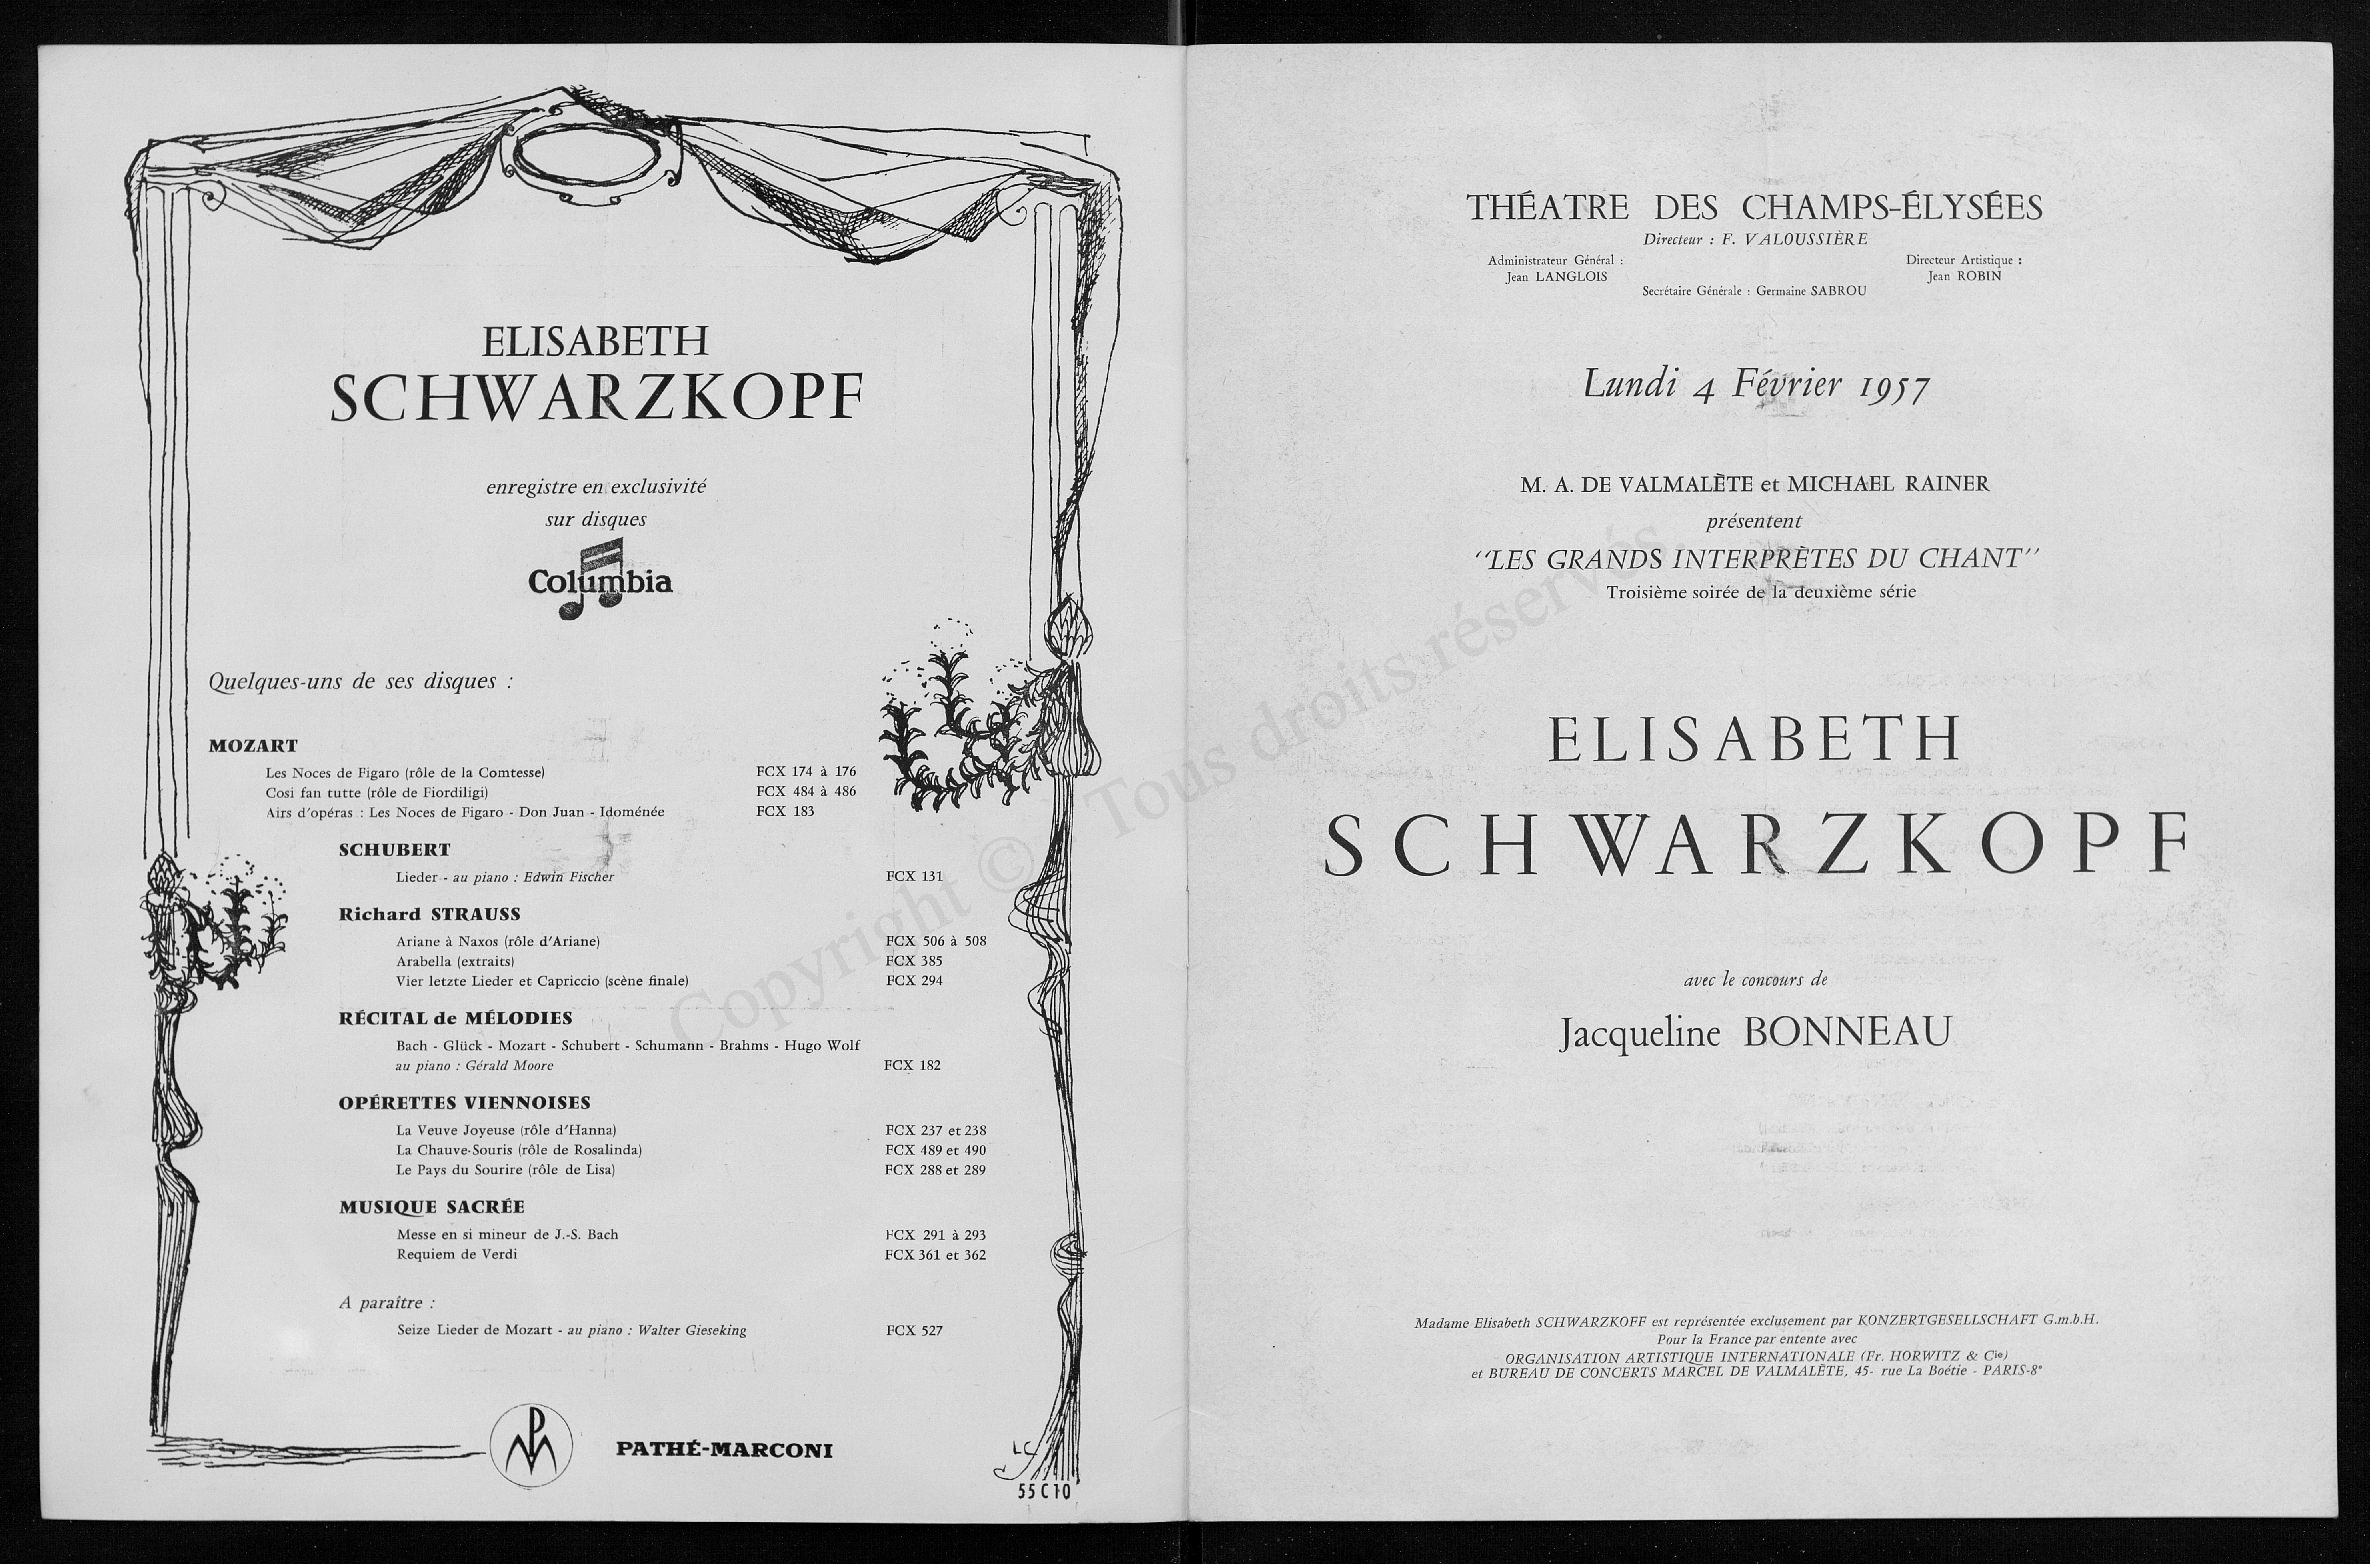 ELISABETH
SCHWARZKOPF
enregistre en exclusivité
sur disques
Columbia
Quelques-uns de ses disques :
MOZART
Les Noces de Figaro (rôle de la Comtesse) FCX 174 à 176
Cosi fan tutte (rôle de Fiordiligi) FCX 484 à 486
Airs d'opéras : Les Noces de Figaro - Don Juan - Idoménée FCX 183
SCHUBERT
Lieder - au piano : Edwin Fischer FCX 131
Richard STRAUSS
Ariane à Naxos (rôle d'Ariane) FCX 506 à 508
Arabella (extraits) FCX 385
Vier letzte Lieder et Capriccio (scène finale) FCX 294
RÉCITAL de MÉLODIES
Bach - Glück - Mozart - Schubert - Schumann - Brahms - Hugo Wolf
au piano : Gérald Moore FCX 182
OPÉRETTES VIENNOISES
La Veuve Joyeuse (rôle d'Hanna) FCX 237 et 238
La Chauve-Souris (rôle de Rosalinda) FCX 489 et 490
Le Pays du Sourire (rôle de Lisa) FCX 288 et 289
MUSIQUE SACRÉE
Messe en si mineur de J.-S. Bach FCX 291 à 293
Requiem de Verdi FCX 361 et 362
A paraître :
Seize Lieder de Mozart - au piano : Walter Gieseking FCX 527
PATHÉ-MARCONI
LC
55 C 10
THÉATRE DES CHAMPS-ÉLYSÉES
Directeur : F. VALOUSSIÈRE
Administrateur Général : Directeur Artistique :
Jean LANGLOIS Jean ROBIN
Secrétaire Générale : Germaine SABROU
Lundi 4 Février 1957
M. A. DE VALMALÈTE et MICHAEL RAINER
présentent
"LES GRANDS INTERPRÈTES DU CHANT"
Troisième soirée de la deuxième série
ELISABETH
SCHWARZKOPF
avec le concours de
Jacqueline BONNEAU
Madame Elisabeth SCHWARZKOFF est représentée exclusement par KONZERTGESELLSCHAFT G.m.b.H.
Pour la France par entente avec
ORGANISATION ARTISTIQUE INTERNATIONALE (Fr. HORWITZ & Cie)
et BUREAU DE CONCERTS MARCEL DE VALMALÈTE, 45- rue La Boétie - PARIS-8e
Copyright © Tous droits réservés.